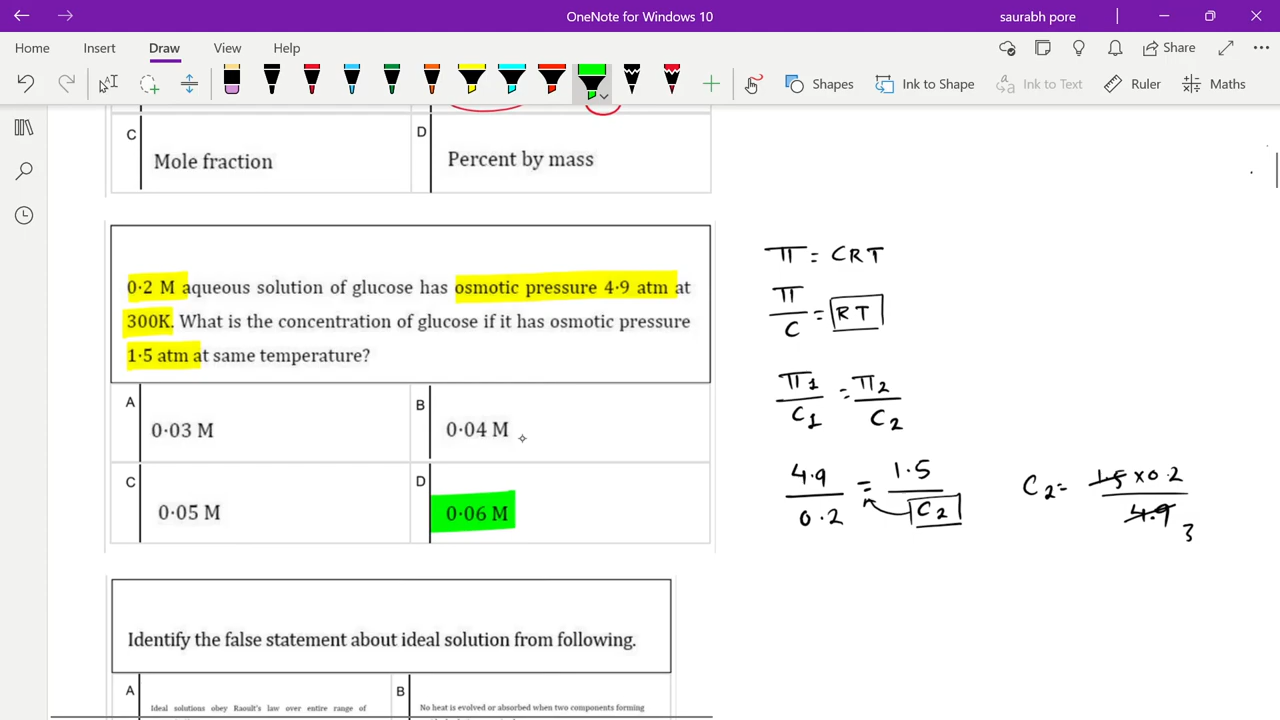 OneNote for Windows 10
saurabh pore
Home Insert Draw View Help
Share
Shapes
Ink to Shape
Ink to Text
Ruler
Maths
C
Mole fraction
D
Percent by mass
0·2 M aqueous solution of glucose has osmotic pressure 4·9 atm at
300K. What is the concentration of glucose if it has osmotic pressure
1·5 atm at same temperature?
A
0·03 M
B
0·04 M
C
0·05 M
D
0·06 M
π = CRT
π/C = RT
π1/C1 = π2/C2
4.9/0.2 = 1.5/C2
C2 = 1.5 × 0.2/4.9
3
Identify the false statement about ideal solution from following.
A
Ideal solutions obey Raoult's law over entire range of
B
No heat is evolved or absorbed when two components forming